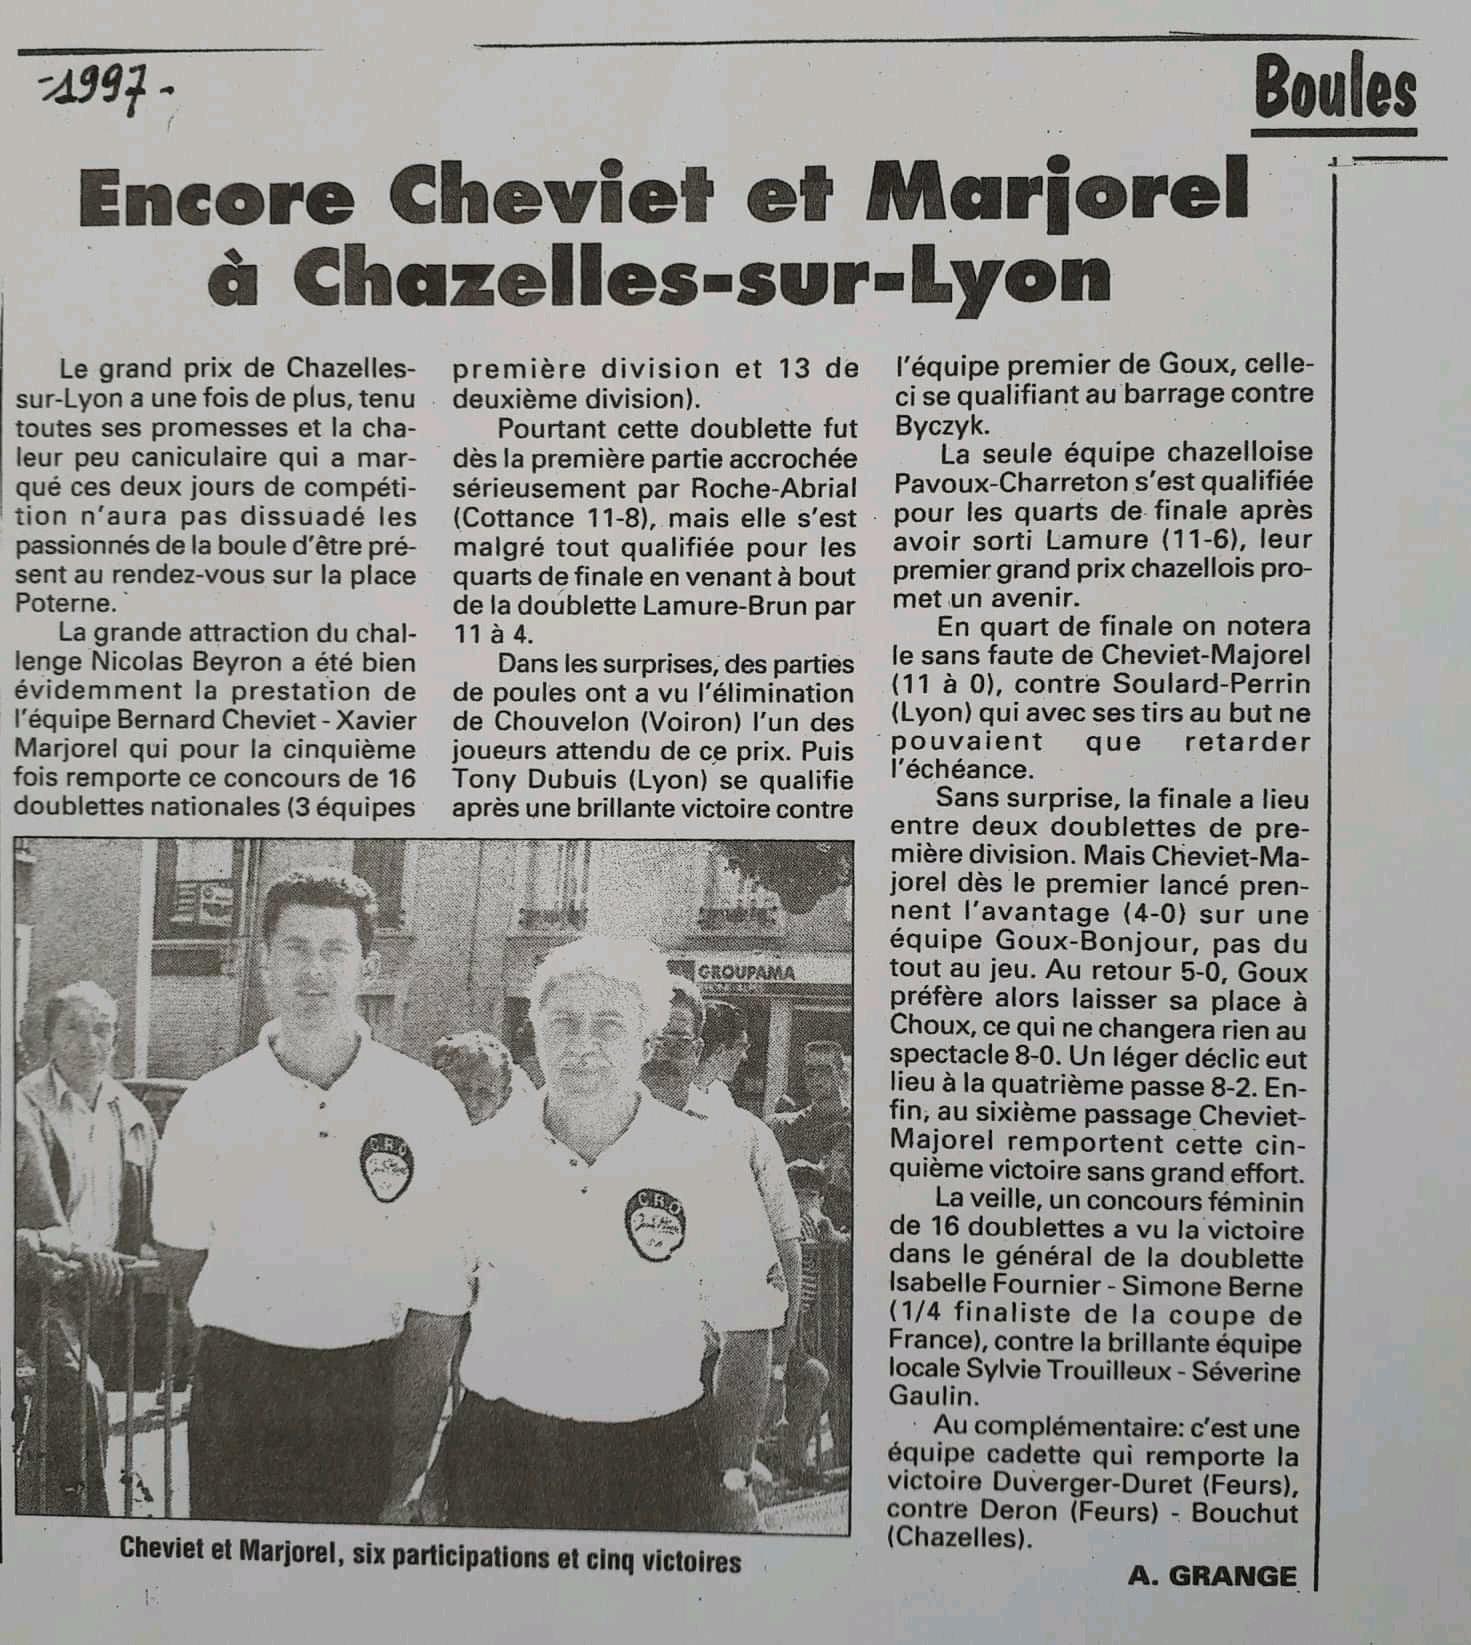 -1997-
Boules
Encore Cheviet et Marjorel
à Chazelles-sur-Lyon
Le grand prix de Chazelles-
sur-Lyon a une fois de plus, tenu
toutes ses promesses et la cha-
leur peu caniculaire qui a mar-
qué ces deux jours de compéti-
tion n'aura pas dissuadé les
passionnés de la boule d'être pré-
sent au rendez-vous sur la place
Poterne.
La grande attraction du chal-
lenge Nicolas Beyron a été bien
évidemment la prestation de
l'équipe Bernard Cheviet - Xavier
Marjorel qui pour la cinquième
fois remporte ce concours de 16
doublettes nationales (3 équipes
première division et 13 de
deuxième division).
Pourtant cette doublette fut
dès la première partie accrochée
sérieusement par Roche-Abrial
(Cottance 11-8), mais elle s'est
malgré tout qualifiée pour les
quarts de finale en venant à bout
de la doublette Lamure-Brun par
11 à 4.
Dans les surprises, des parties
de poules ont a vu l'élimination
de Chouvelon (Voiron) l'un des
joueurs attendu de ce prix. Puis
Tony Dubuis (Lyon) se qualifie
après une brillante victoire contre
l'équipe premier de Goux, celle-
ci se qualifiant au barrage contre
Byczyk.
La seule équipe chazelloise
Pavoux-Charreton s'est qualifiée
pour les quarts de finale après
avoir sorti Lamure (11-6), leur
premier grand prix chazellois pro-
met un avenir.
En quart de finale on notera
le sans faute de Cheviet-Majorel
(11 à 0), contre Soulard-Perrin
(Lyon) qui avec ses tirs au but ne
pouvaient que retarder
l'échéance.
Sans surprise, la finale a lieu
entre deux doublettes de pre-
mière division. Mais Cheviet-Ma-
jorel dès le premier lancé pren-
nent l'avantage (4-0) sur une
équipe Goux-Bonjour, pas du
tout au jeu. Au retour 5-0, Goux
préfère alors laisser sa place à
Choux, ce qui ne changera rien au
spectacle 8-0. Un léger déclic eut
lieu à la quatrième passe 8-2. En-
fin, au sixième passage Cheviet-
Majorel remportent cette cin-
quième victoire sans grand effort.
La veille, un concours féminin
de 16 doublettes a vu la victoire
dans le général de la doublette
Isabelle Fournier - Simone Berne
(1/4 finaliste de la coupe de
France), contre la brillante équipe
locale Sylvie Trouilleux - Séverine
Gaulin.
Au complémentaire: c'est une
équipe cadette qui remporte la
victoire Duverger-Duret (Feurs),
contre Deron (Feurs) - Bouchut
(Chazelles).
A. GRANGE
GROUPAMA
C.R.O
C.R.O
Cheviet et Marjorel, six participations et cinq victoires